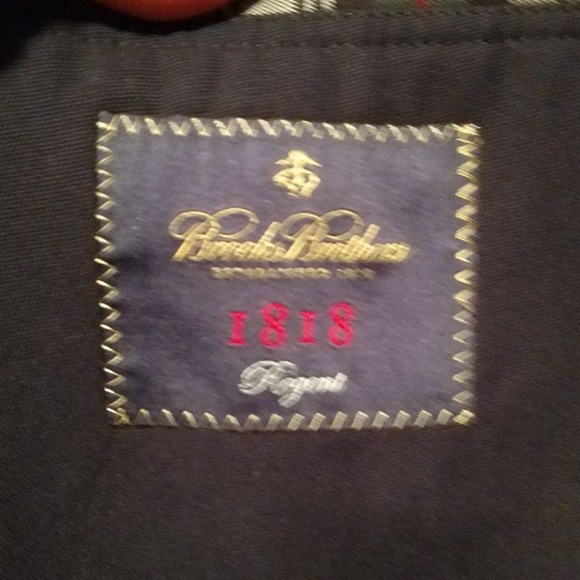 Brooks Brothers
ESTABLISHED 1818
1818
Regent